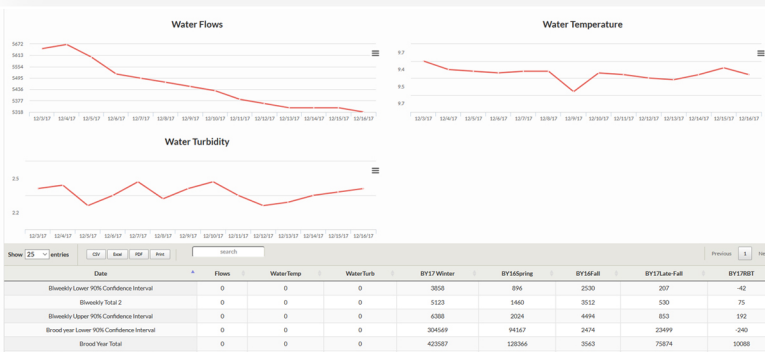 Water Flows
5672
5613
5554
5495
5436
5377
5318
12/3/17 12/4/17 12/5/17 12/6/17 12/7/17 12/8/17 12/9/17 12/10/17 12/11/17 12/12/17 12/13/17 12/14/17 12/15/17 12/16/17
Water Temperature
9.7
9.4
9.5
9.2
12/3/17 12/4/17 12/5/17 12/6/17 12/7/17 12/8/17 12/9/17 12/10/17 12/11/17 12/12/17 12/13/17 12/14/17 12/15/17 12/16/17
Water Turbidity
2.5
2.2
12/3/17 12/4/17 12/5/17 12/6/17 12/7/17 12/8/17 12/9/17 12/10/17 12/11/17 12/12/17 12/13/17 12/14/17 12/15/17 12/16/17
Show 25 entries CSV Excel PDF Print search Previous 1
Date Flows WaterTemp WaterTurb BY17 Winter BY16Spring BY16Fall BY17Late-Fall BY17RBT
Biweekly Lower 90% Confidence Interval 0 0 0 3858 896 2530 207 -42
Biweekly Total 2 0 0 0 5123 1460 3512 530 75
Biweekly Upper 90% Confidence Interval 0 0 0 6388 2024 4494 853 192
Brood year Lower 90% Confidence Interval 0 0 0 304569 94167 2474 23499 -240
Brood Year Total 0 0 0 423587 128366 3563 75874 10088